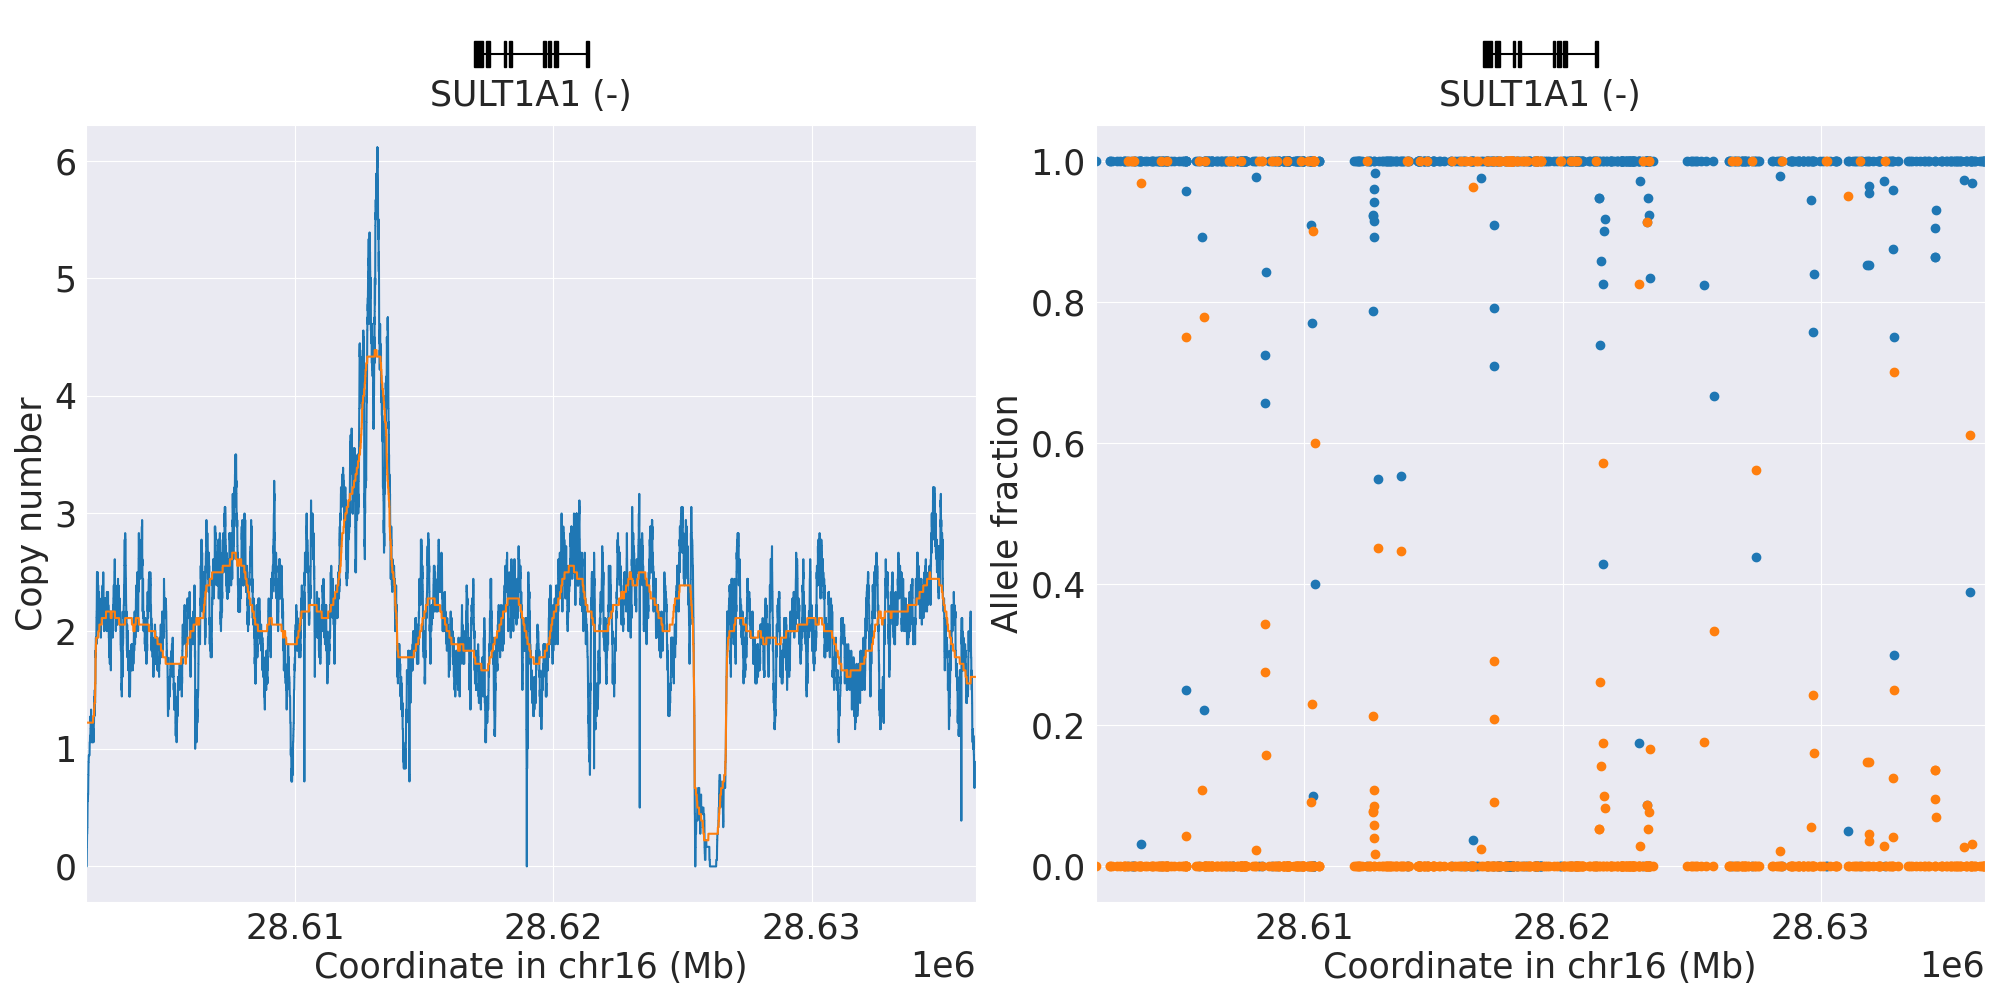 SULT1A1 (-)
Copy number
6
5
4
3
2
1
0
28.61
28.62
28.63
Coordinate in chr16 (Mb)
1e6
SULT1A1 (-)
Allele fraction
1.0
0.8
0.6
0.4
0.2
0.0
28.61
28.62
28.63
Coordinate in chr16 (Mb)
1e6